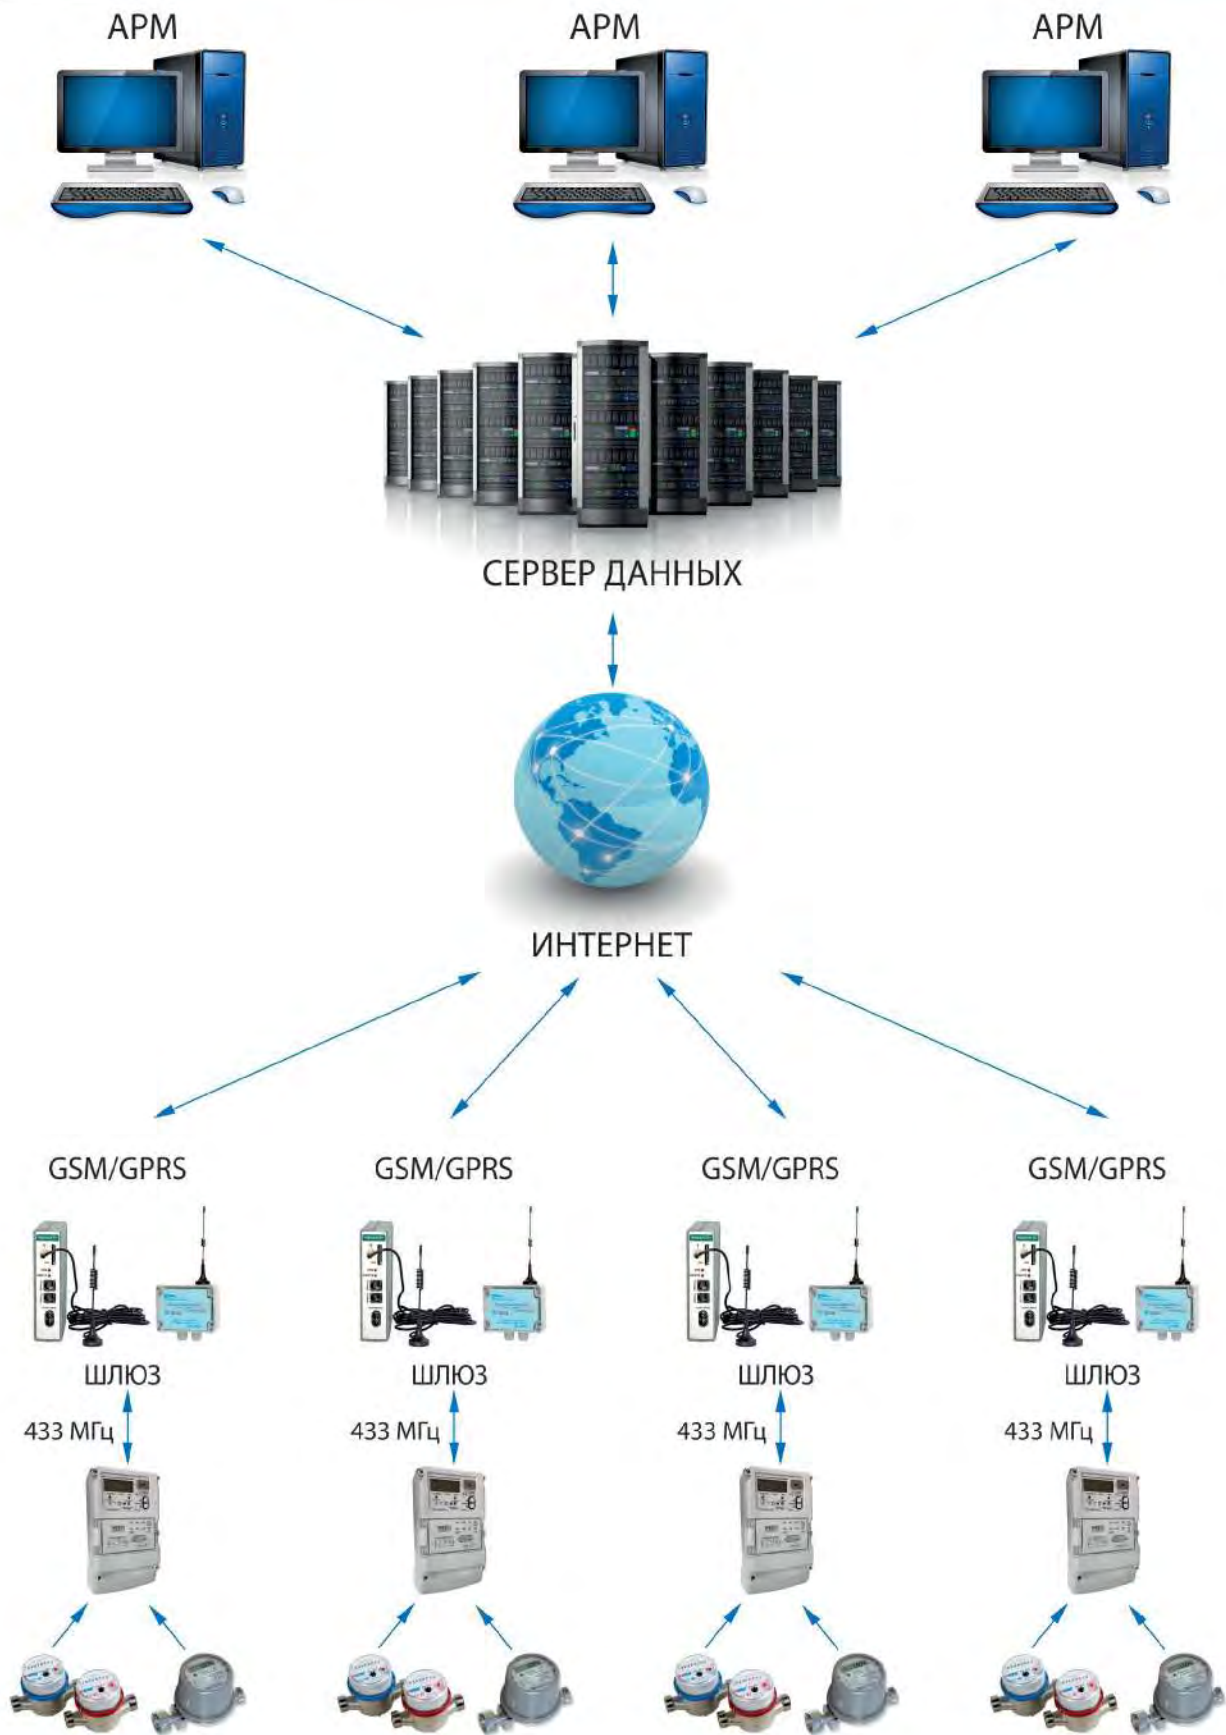 АРМ АРМ АРМ
СЕРВЕР ДАННЫХ
ИНТЕРНЕТ
GSM/GPRS GSM/GPRS GSM/GPRS GSM/GPRS
ШЛЮЗ ШЛЮЗ ШЛЮЗ ШЛЮЗ
433 МГц 433 МГц 433 МГц 433 МГц